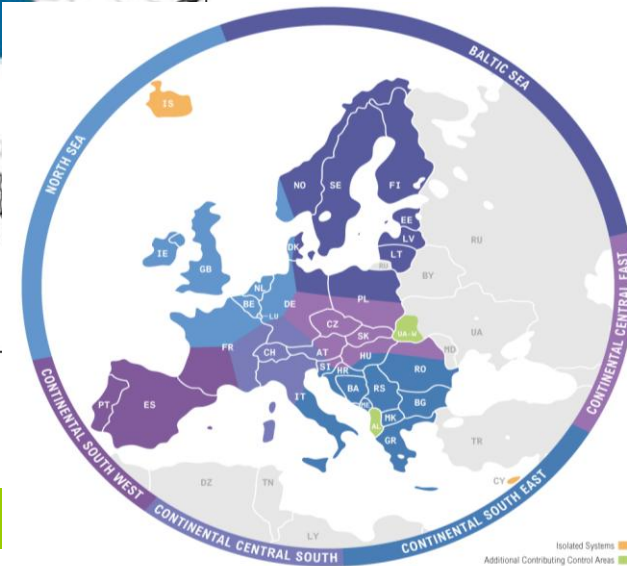 BALTIC SEA
NORTH SEA
CONTINENTAL CENTRAL EAST
CONTINENTAL SOUTH EAST
CONTINENTAL CENTRAL SOUTH
CONTINENTAL SOUTH WEST
IS
NO
SE
FI
EE
LV
LT
RU
RU
BY
IE
GB
DK
NL
BE
LU
DE
PL
CZ
SK
UA-W
UA
MD
FR
CH
AT
HU
SI
HR
RO
IT
BA
RS
BG
ME
MK
AL
GR
TR
PT
ES
CY
DZ
TN
LY
Isolated Systems
Additional Contributing Control Areas